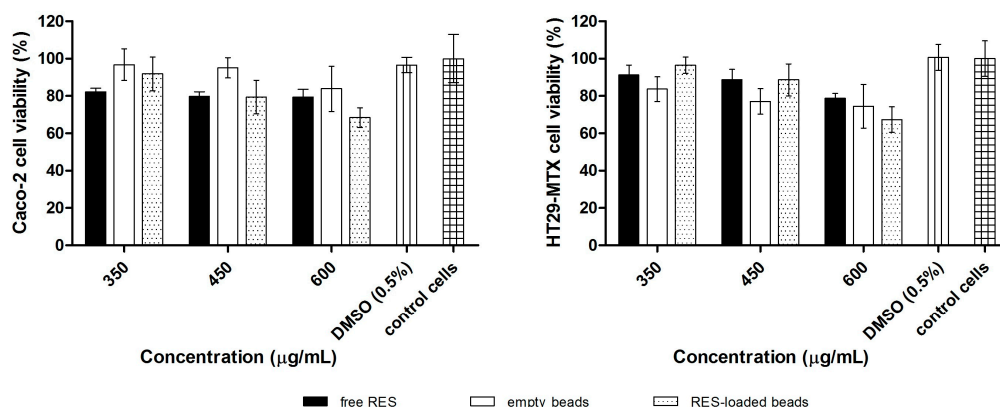 Caco-2 cell viability (%)
120
100
80
60
40
20
0
350
450
600
DMSO (0.5%)
control cells
Concentration (μg/mL)
HT29-MTX cell viability (%)
120
100
80
60
40
20
0
350
450
600
DMSO (0.5%)
control cells
Concentration (μg/mL)
free RES
empty beads
RES-loaded beads